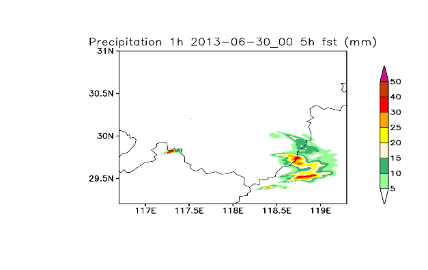 Precipitation 1h 2013-06-30_00 5h fst (mm)
31N
30.5N
30N
29.5N
117E
117.5E
118E
118.5E
119E
50
40
30
25
20
15
10
5